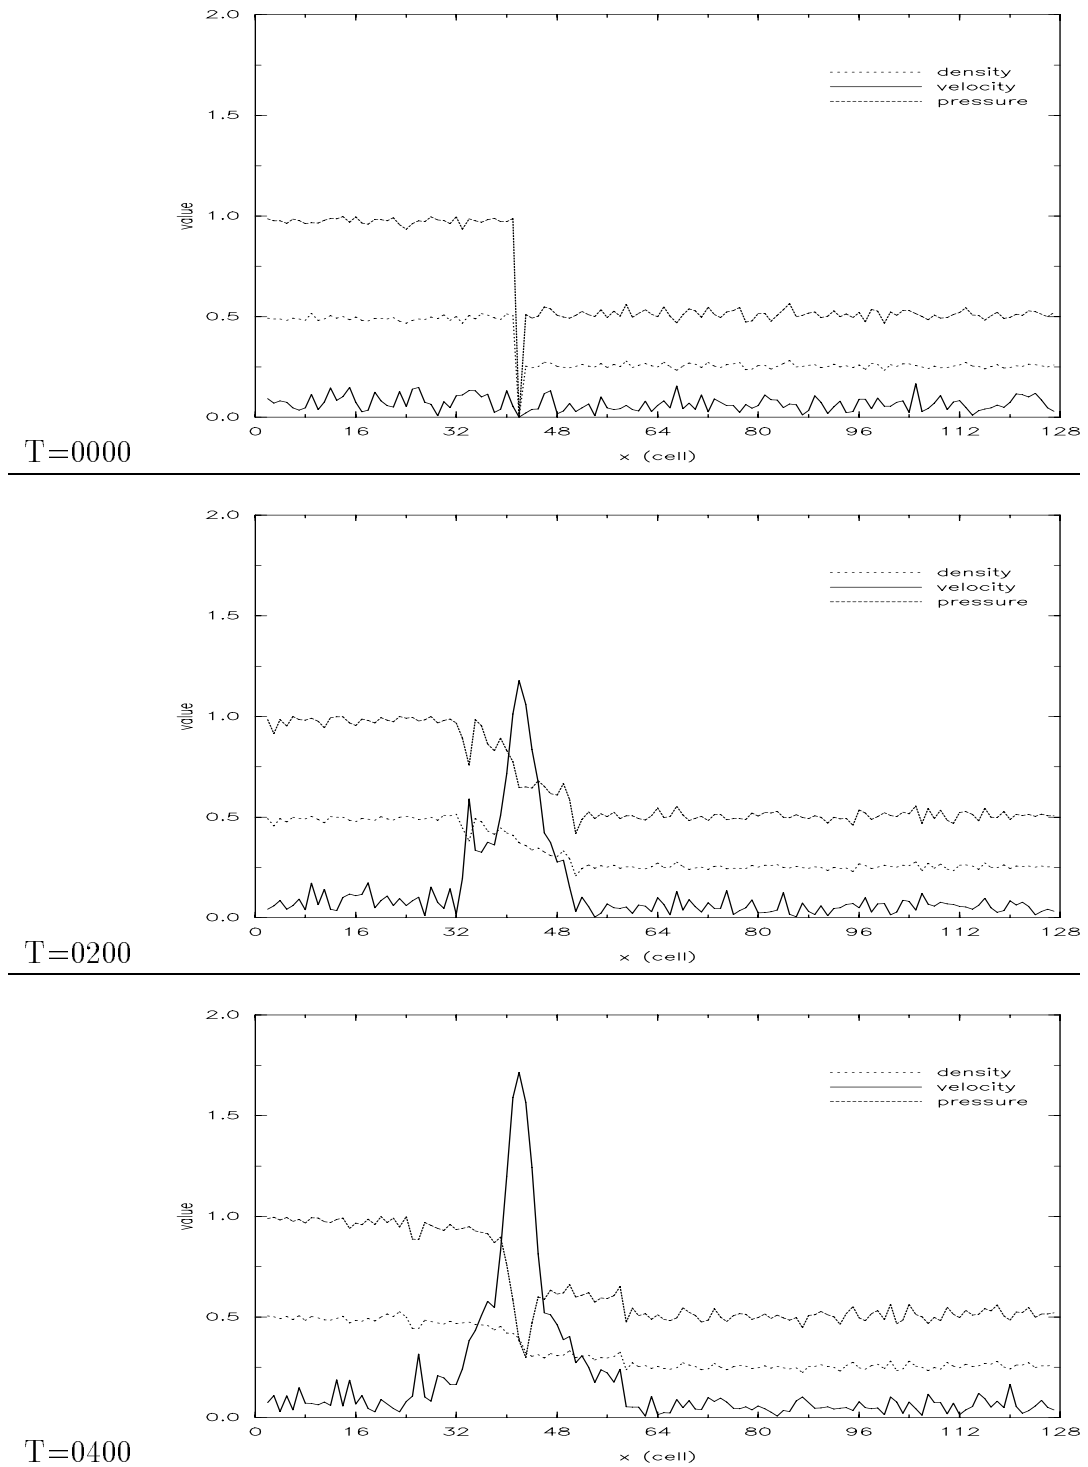 2.0
density
velocity
pressure
1.5
value
1.0
0.5
0.0
0 16 32 48 64 80 96 112 128
x (cell)
T=0000
2.0
density
velocity
pressure
1.5
value
1.0
0.5
0.0
0 16 32 48 64 80 96 112 128
x (cell)
T=0200
2.0
density
velocity
pressure
1.5
value
1.0
0.5
0.0
0 16 32 48 64 80 96 112 128
x (cell)
T=0400